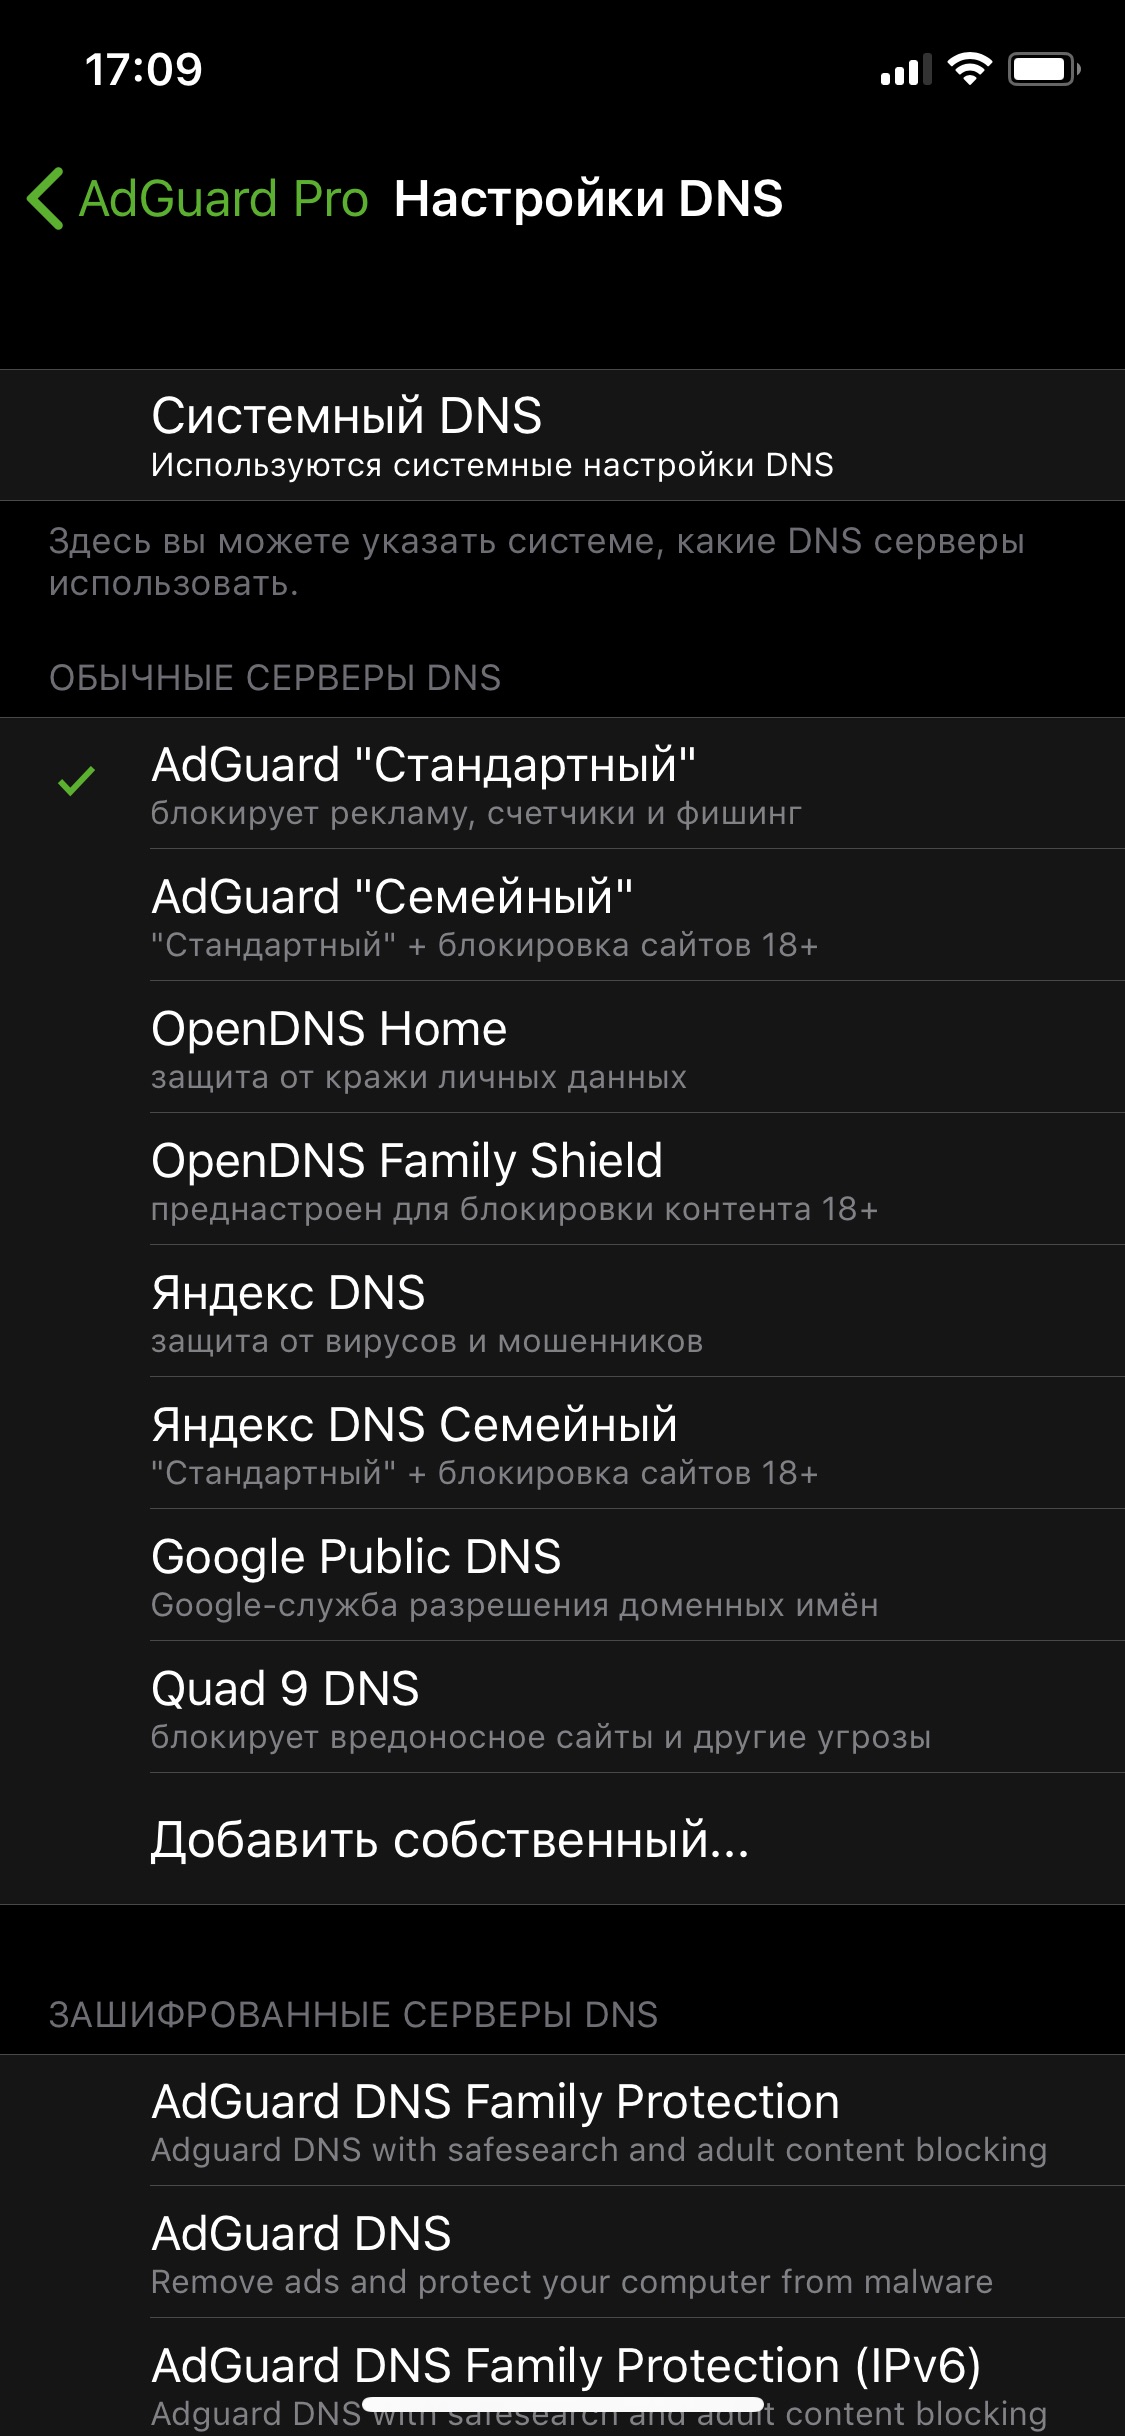 17:09
AdGuard Pro Настройки DNS
Системный DNS
Используются системные настройки DNS
Здесь вы можете указать системе, какие DNS серверы
использовать.
ОБЫЧНЫЕ СЕРВЕРЫ DNS
AdGuard "Стандартный"
блокирует рекламу, счетчики и фишинг
AdGuard "Семейный"
"Стандартный" + блокировка сайтов 18+
OpenDNS Home
защита от кражи личных данных
OpenDNS Family Shield
преднастроен для блокировки контента 18+
Яндекс DNS
защита от вирусов и мошенников
Яндекс DNS Семейный
"Стандартный" + блокировка сайтов 18+
Google Public DNS
Google-служба разрешения доменных имён
Quad 9 DNS
блокирует вредоносное сайты и другие угрозы
Добавить собственный...
ЗАШИФРОВАННЫЕ СЕРВЕРЫ DNS
AdGuard DNS Family Protection
Adguard DNS with safesearch and adult content blocking
AdGuard DNS
Remove ads and protect your computer from malware
AdGuard DNS Family Protection (IPv6)
Adguard DNS with safesearch and adult content blocking